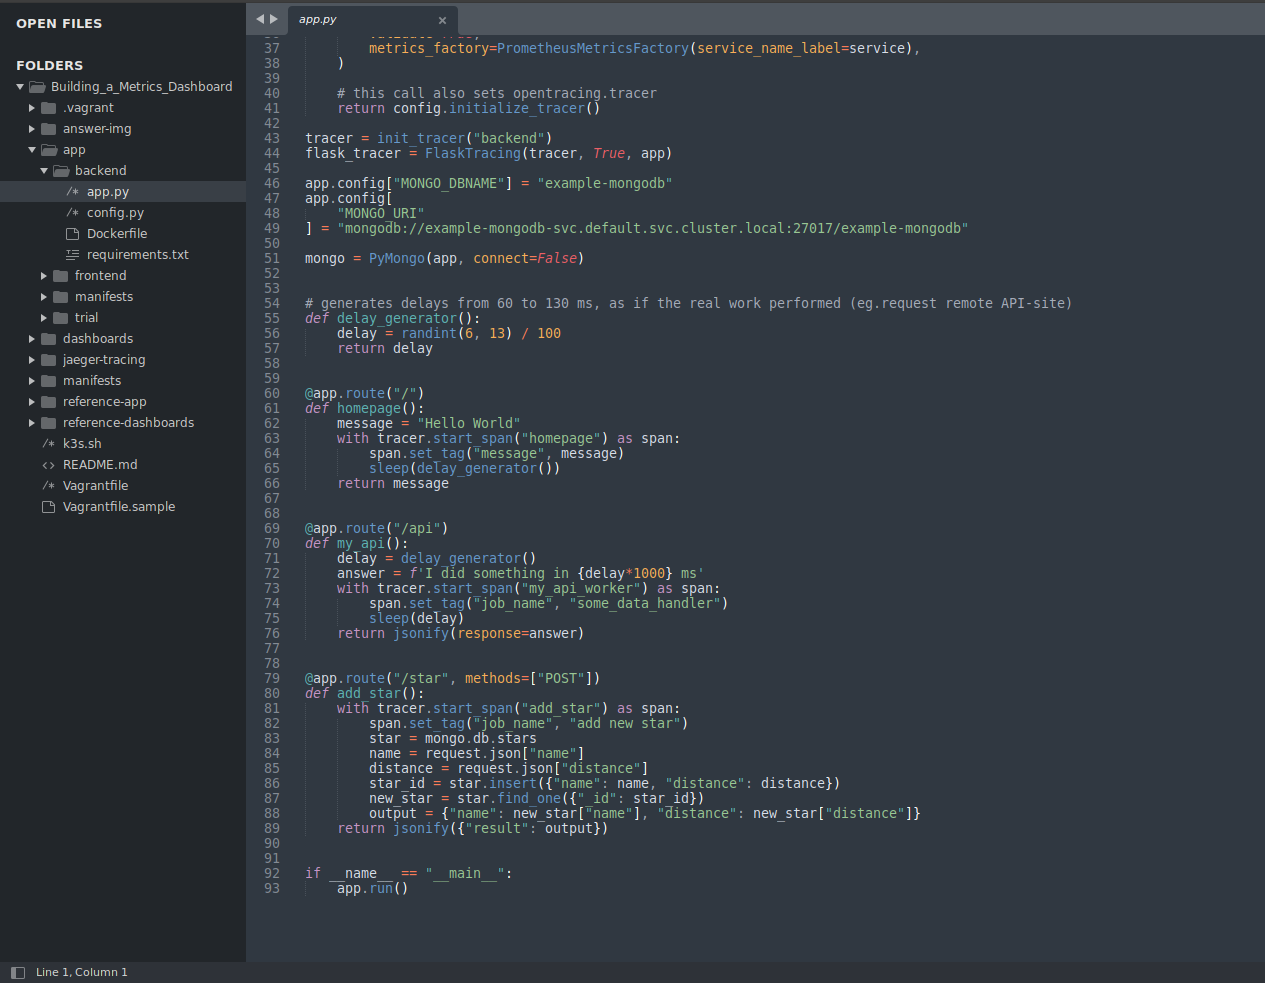 OPEN FILES
FOLDERS
Building_a_Metrics_Dashboard
.vagrant
answer-img
app
backend
/* app.py
/* config.py
Dockerfile
requirements.txt
frontend
manifests
trial
dashboards
jaeger-tracing
manifests
reference-app
reference-dashboards
/* k3s.sh
<> README.md
/* Vagrantfile
Vagrantfile.sample
app.py ×
37 metrics_factory=PrometheusMetricsFactory(service_name_label=service),
38 )
39
40 # this call also sets opentracing.tracer
41 return config.initialize_tracer()
42
43 tracer = init_tracer("backend")
44 flask_tracer = FlaskTracing(tracer, True, app)
45
46 app.config["MONGO_DBNAME"] = "example-mongodb"
47 app.config[
48 "MONGO_URI"
49 ] = "mongodb://example-mongodb-svc.default.svc.cluster.local:27017/example-mongodb"
50
51 mongo = PyMongo(app, connect=False)
52
53
54 # generates delays from 60 to 130 ms, as if the real work performed (eg.request remote API-site)
55 def delay_generator():
56 delay = randint(6, 13) / 100
57 return delay
58
59
60 @app.route("/")
61 def homepage():
62 message = "Hello World"
63 with tracer.start_span("homepage") as span:
64 span.set_tag("message", message)
65 sleep(delay_generator())
66 return message
67
68
69 @app.route("/api")
70 def my_api():
71 delay = delay_generator()
72 answer = f'I did something in {delay*1000} ms'
73 with tracer.start_span("my_api_worker") as span:
74 span.set_tag("job_name", "some_data_handler")
75 sleep(delay)
76 return jsonify(response=answer)
77
78
79 @app.route("/star", methods=["POST"])
80 def add_star():
81 with tracer.start_span("add_star") as span:
82 span.set_tag("job_name", "add new star")
83 star = mongo.db.stars
84 name = request.json["name"]
85 distance = request.json["distance"]
86 star_id = star.insert({"name": name, "distance": distance})
87 new_star = star.find_one({"_id": star_id})
88 output = {"name": new_star["name"], "distance": new_star["distance"]}
89 return jsonify({"result": output})
90
91
92 if __name__ == "__main__":
93 app.run()
Line 1, Column 1